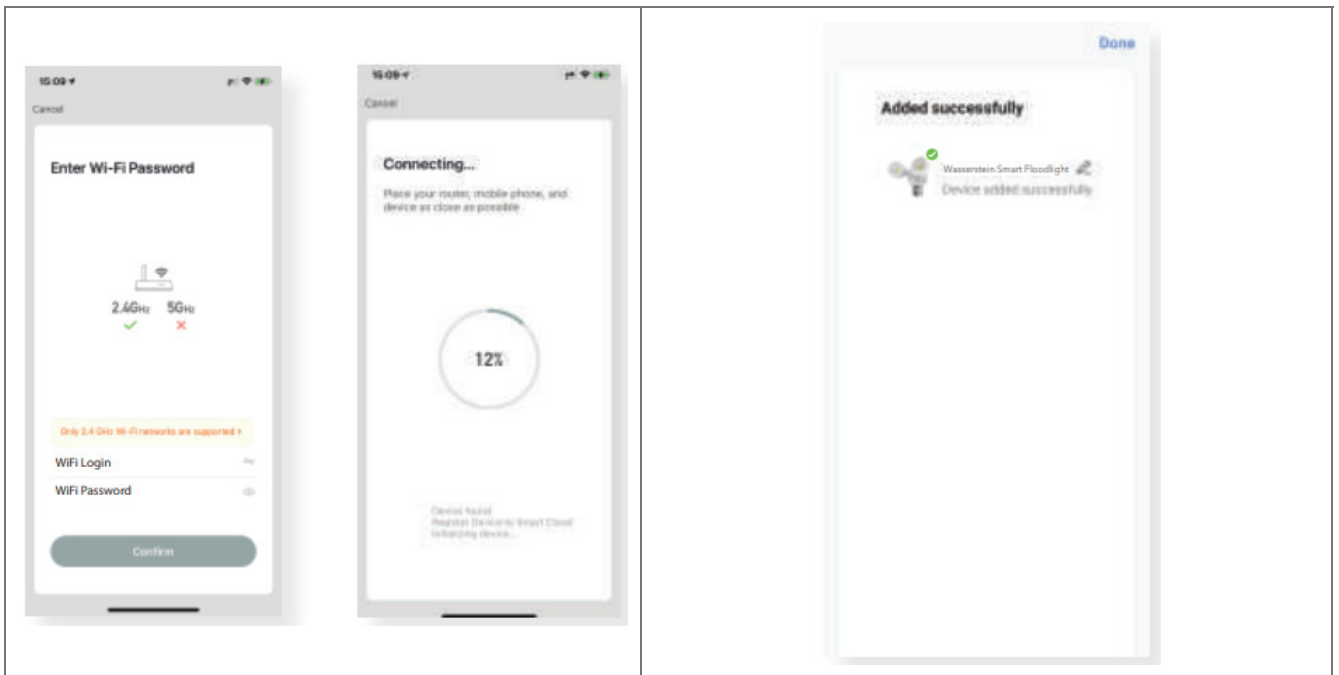 15:09
Cancel
Enter Wi-Fi Password
2.4GHz 5GHz
Only 2.4 GHz Wi-Fi networks are supported >
WiFi Login
WiFi Password
Confirm
15:09
Cancel
Connecting...
Place your router, mobile phone, and
device as close as possible
12%
Device found
Register Device to Smart Cloud
Initializing device...
Done
Added successfully
Wasserstein Smart Floodlight
Device added successfully